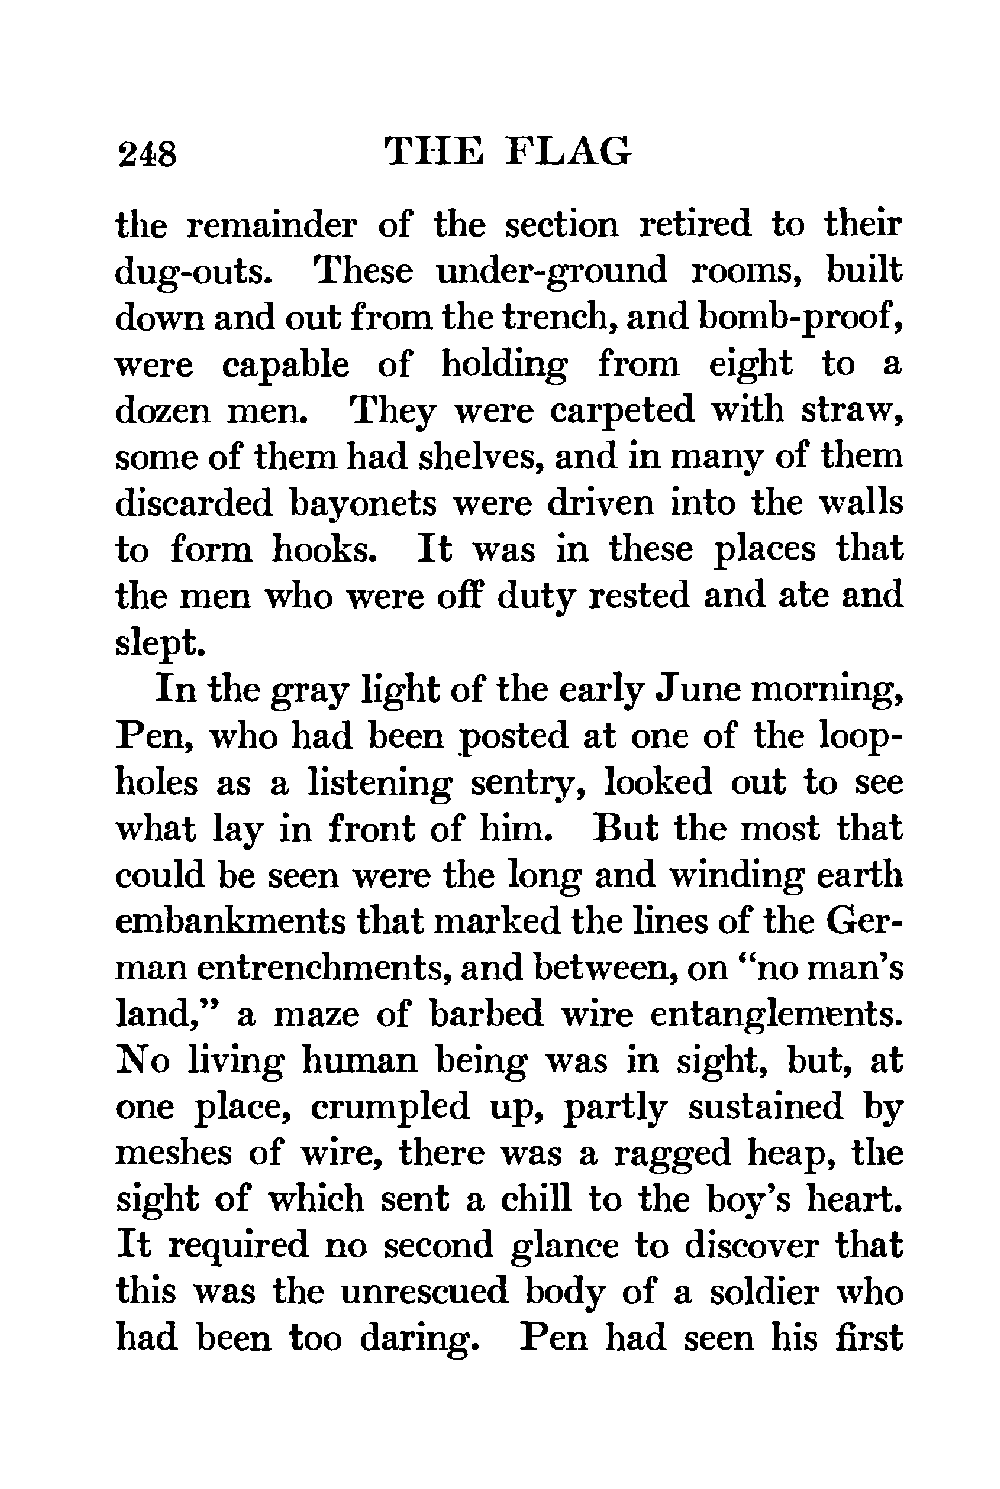 248 THE FLAG
the remainder of the section retired to their
dug-outs. These under-ground rooms, built
down and out from the trench, and bomb-proof,
were capable of holding from eight to a
dozen men. They were carpeted with straw,
some of them had shelves, and in many of them
discarded bayonets were driven into the walls
to form hooks. It was in these places that
the men who were off duty rested and ate and
slept.
In the gray light of the early June morning,
Pen, who had been posted at one of the loop-
holes as a listening sentry, looked out to see
what lay in front of him. But the most that
could be seen were the long and winding earth
embankments that marked the lines of the Ger-
man entrenchments, and between, on “no man’s
land,” a maze of barbed wire entanglements.
No living human being was in sight, but, at
one place, crumpled up, partly sustained by
meshes of wire, there was a ragged heap, the
sight of which sent a chill to the boy’s heart.
It required no second glance to discover that
this was the unrescued body of a soldier who
had been too daring. Pen had seen his first